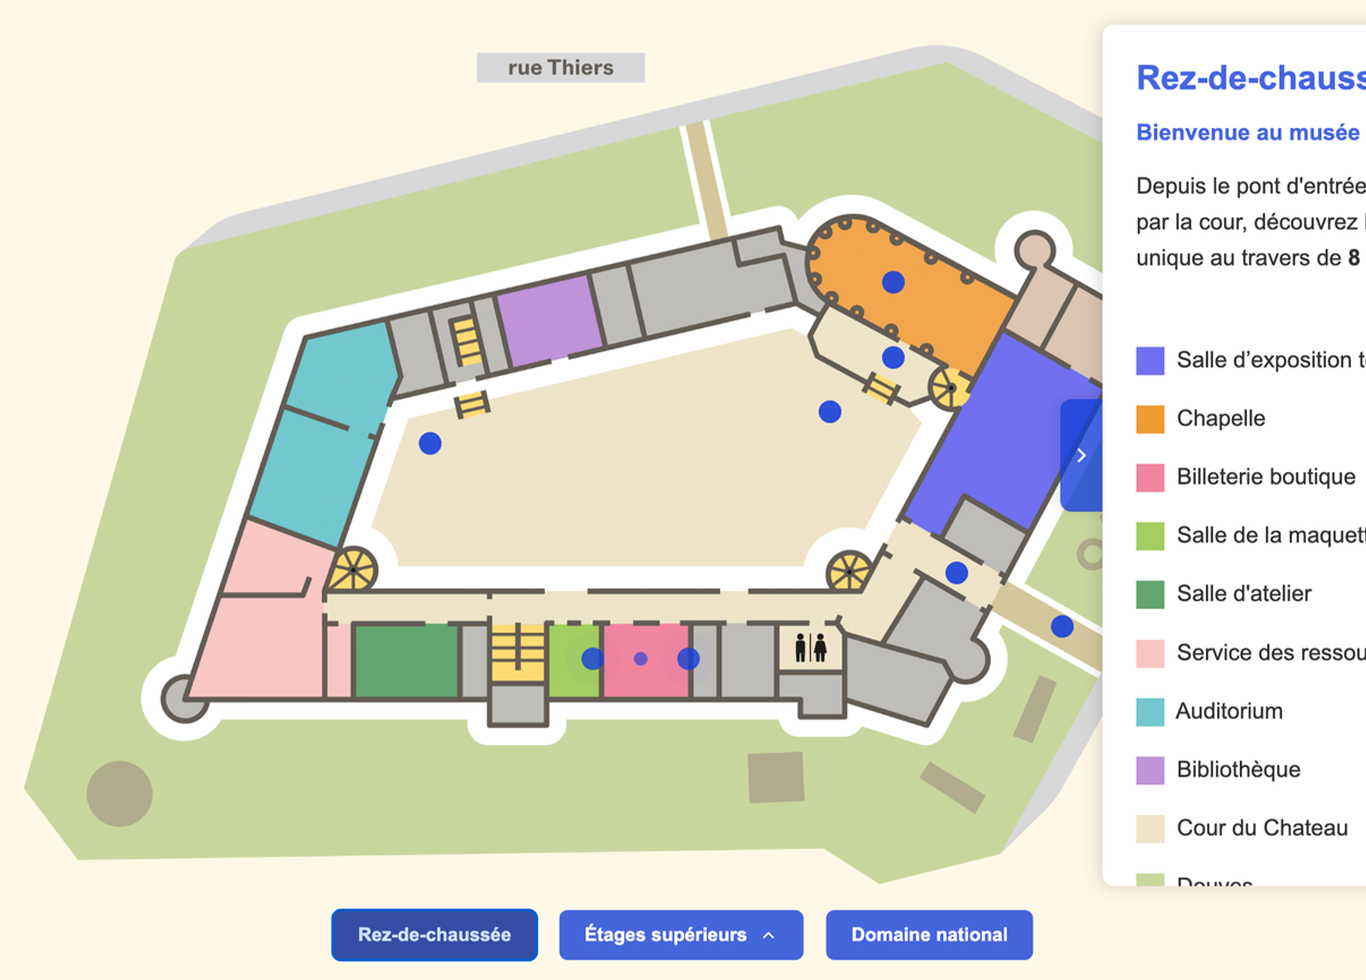 rue Thiers
Rez-de-chauss
Bienvenue au musée
Depuis le pont d'entrée
par la cour, découvrez
unique au travers de 8
Salle d’exposition
Chapelle
Billeterie boutique
Salle de la maquett
Salle d'atelier
Service des ressou
Auditorium
Bibliothèque
Cour du Chateau
Douves
Rez-de-chaussée
Étages supérieurs
Domaine national